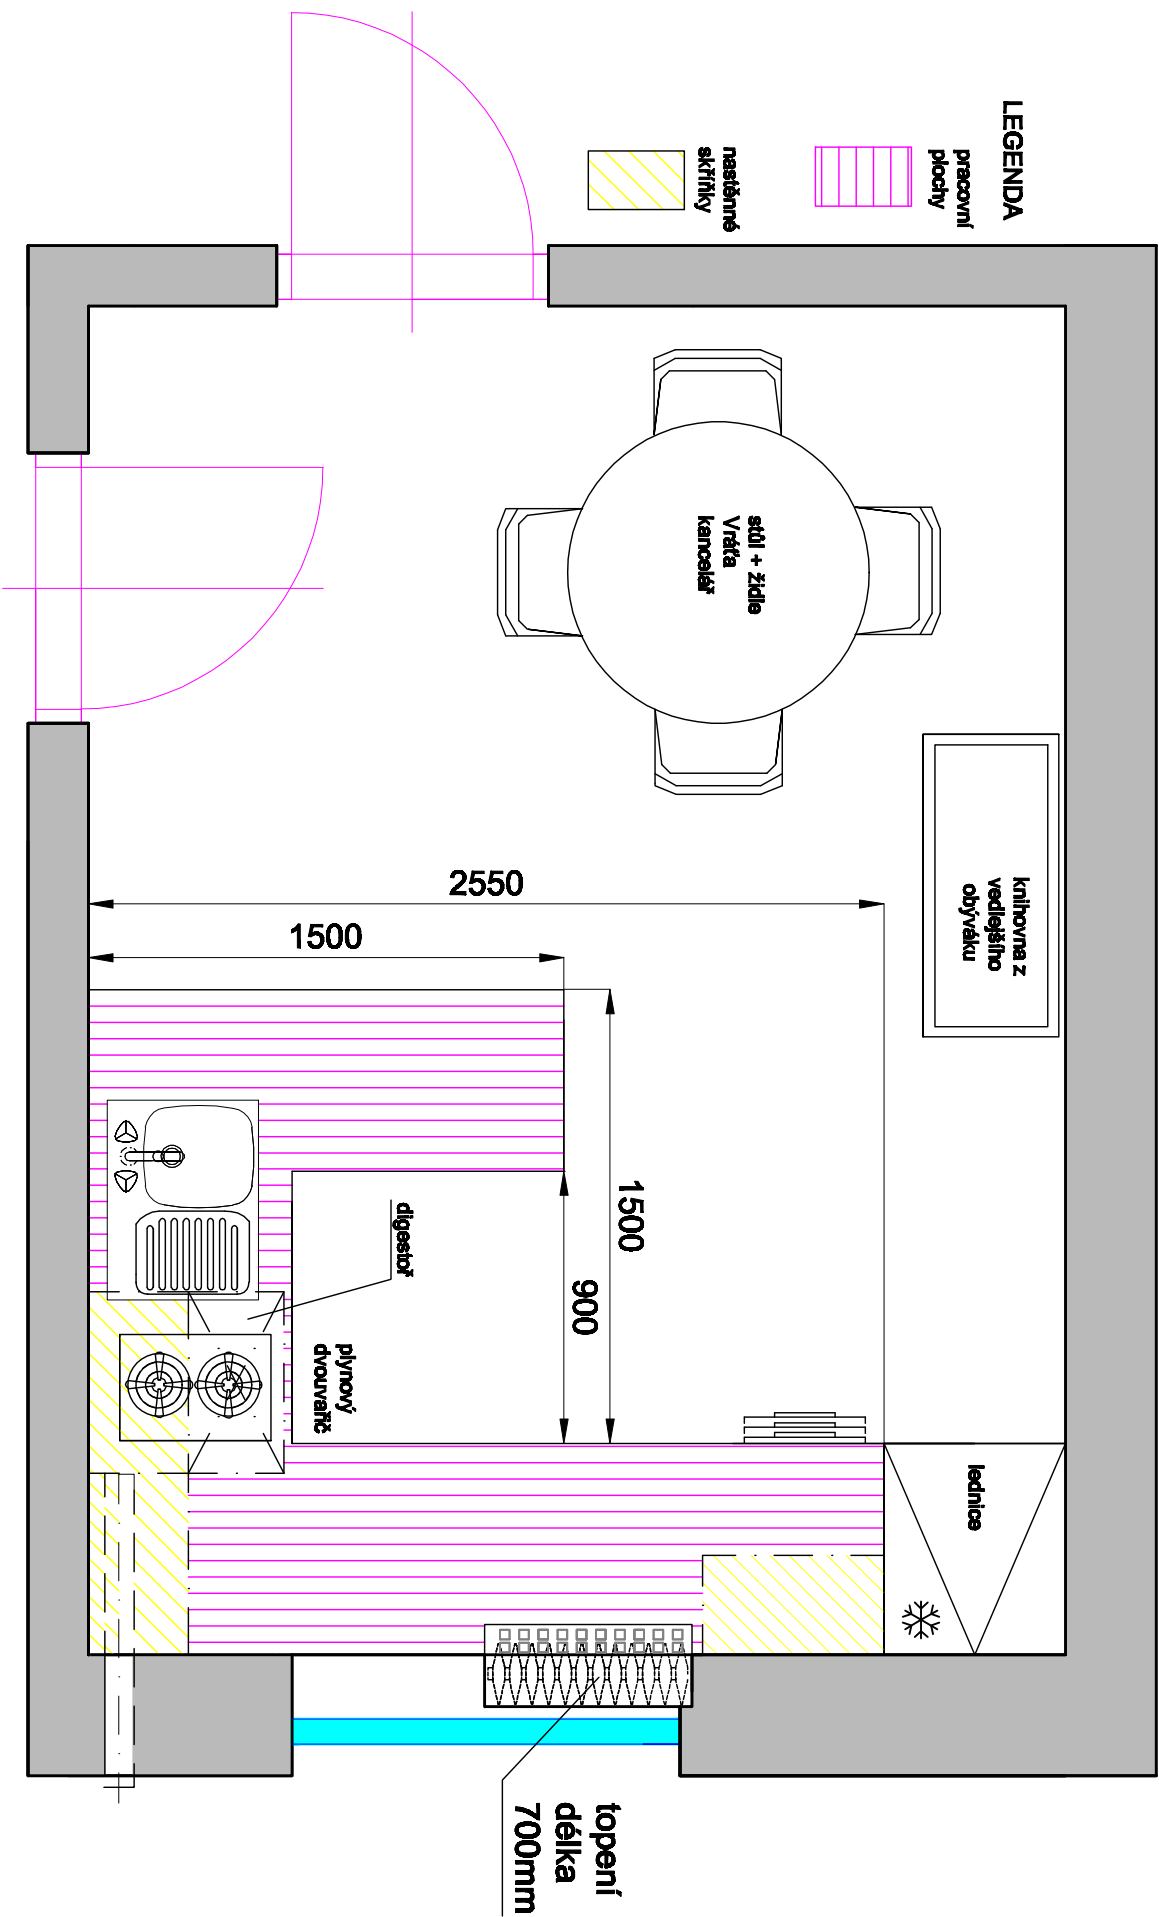 LEGENDA
pracovní
plochy
nastěnné
skříňky
stůl + židle
Vráťa
kancelář
knihovna z
vedlejšího
obýváku
2550
1500
1500
900
digestoř
plynový
dvouvařič
lednice
topení
délka
700mm